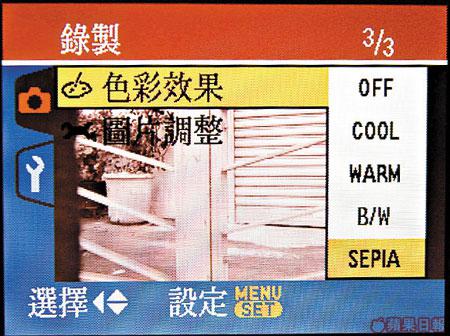 錄製 3/3
色彩效果 OFF
圖片調整 COOL
WARM
B/W
SEPIA
選擇 設定 MENU SET
蘋果日報